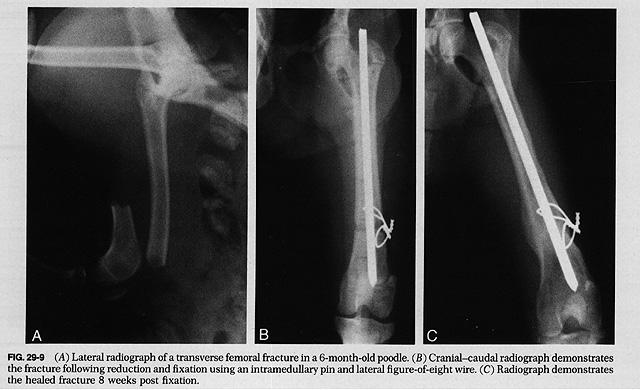 A
B
C
FIG. 29-9 (A) Lateral radiograph of a transverse femoral fracture in a 6-month-old poodle. (B) Cranial–caudal radiograph demonstrates
the fracture following reduction and fixation using an intramedullary pin and lateral figure-of-eight wire. (C) Radiograph demonstrates
the healed fracture 8 weeks post fixation.